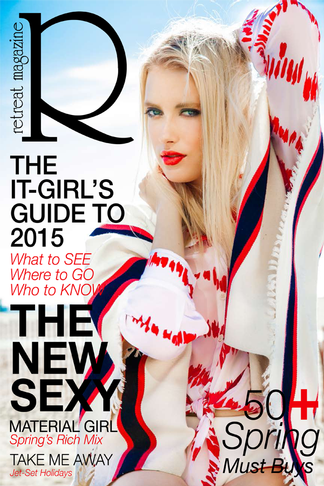 retreat magazine
R
THE
IT-GIRL'S
GUIDE TO
2015
What to SEE
Where to GO
Who to KNOW
THE
NEW
SEXY
MATERIAL GIRL
Spring's Rich Mix
TAKE ME AWAY
Jet-Set Holidays
50+
Spring
Must Buys